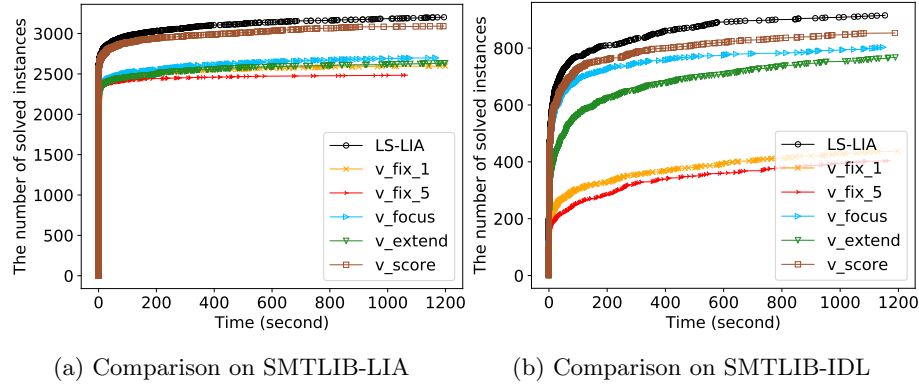 The number of solved instances
3000
2500
2000
1500
1000
500
0
LS-LIA
v_fix_1
v_fix_5
v_focus
v_extend
v_score
0 200 400 600 800 1000 1200
Time (second)
(a) Comparison on SMTLIB-LIA
The number of solved instances
800
600
400
200
0
LS-LIA
v_fix_1
v_fix_5
v_focus
v_extend
v_score
0 200 400 600 800 1000 1200
Time (second)
(b) Comparison on SMTLIB-IDL